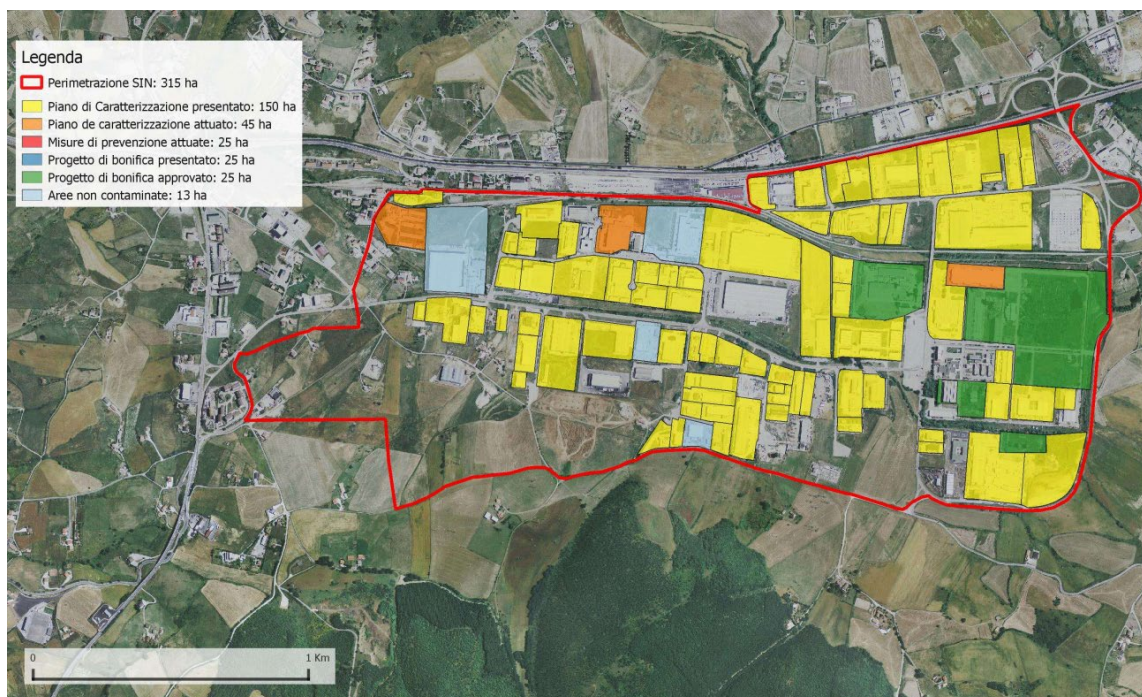 Legenda
Perimetrazione SIN: 315 ha
Piano di Caratterizzazione presentato: 150 ha
Piano de caratterizzazione attuato: 45 ha
Misure di prevenzione attuate: 25 ha
Progetto di bonifica presentato: 25 ha
Progetto di bonifica approvato: 25 ha
Aree non contaminate: 13 ha
0 1 Km